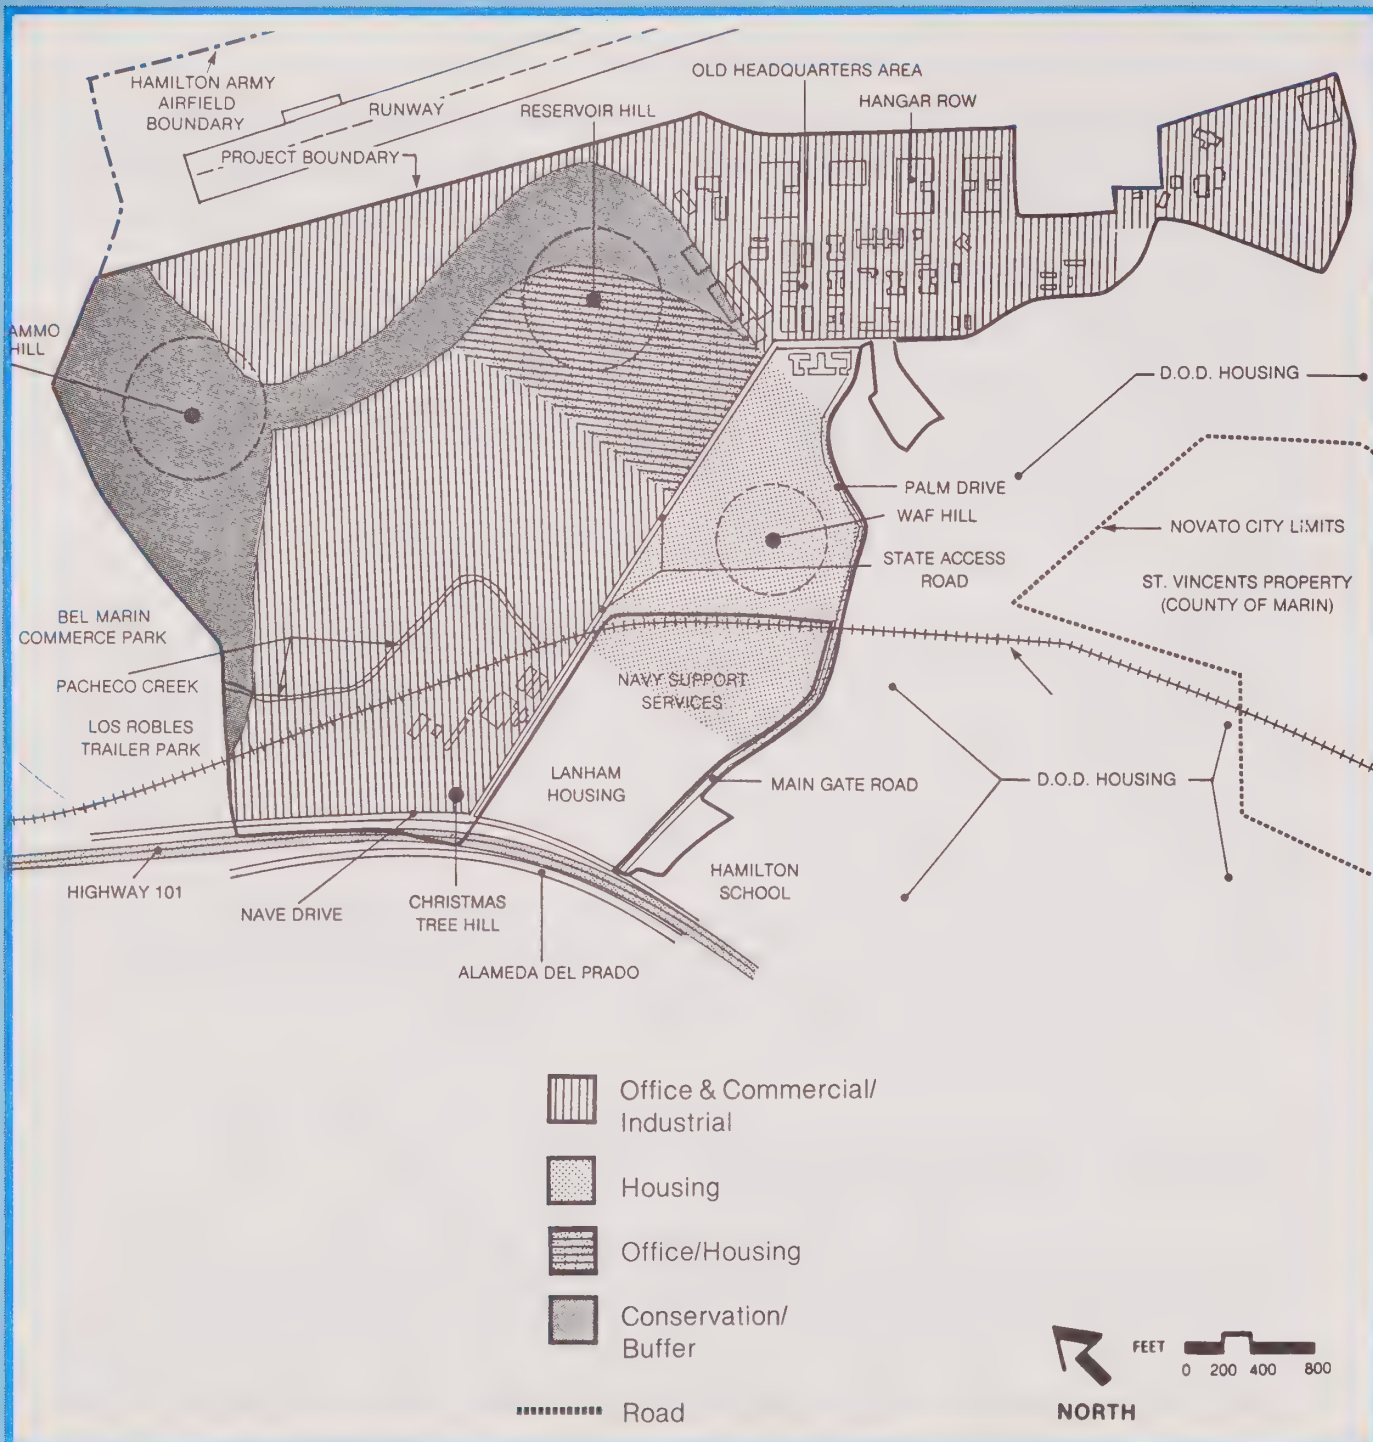 HAMILTON ARMY
AIRFIELD
BOUNDARY
RUNWAY
PROJECT BOUNDARY
RESERVOIR HILL
OLD HEADQUARTERS AREA
HANGAR ROW
AMMO
HILL
D.O.D. HOUSING
PALM DRIVE
WAF HILL
NOVATO CITY LIMITS
STATE ACCESS
ROAD
ST. VINCENTS PROPERTY
(COUNTY OF MARIN)
BEL MARIN
COMMERCE PARK
PACHECO CREEK
LOS ROBLES
TRAILER PARK
NAVY SUPPORT
SERVICES
LANHAM
HOUSING
MAIN GATE ROAD
D.O.D. HOUSING
HIGHWAY 101
NAVE DRIVE
CHRISTMAS
TREE HILL
HAMILTON
SCHOOL
ALAMEDA DEL PRADO
Office & Commercial/
Industrial
Housing
Office/Housing
Conservation/
Buffer
Road
FEET
0 200 400 800
NORTH